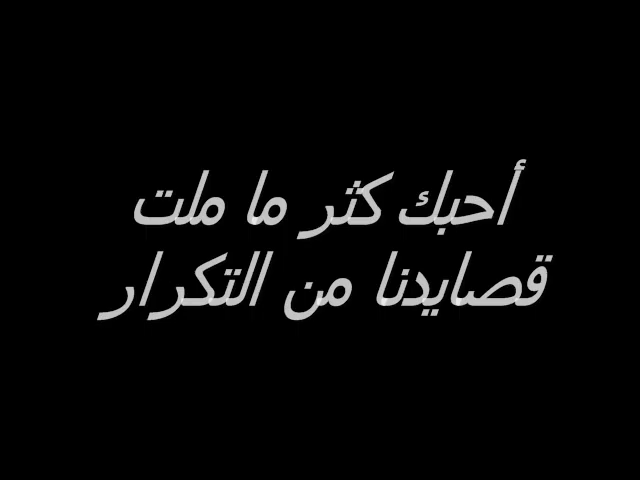 أحبك كثر ما ملت
قصايدنا من التكرار